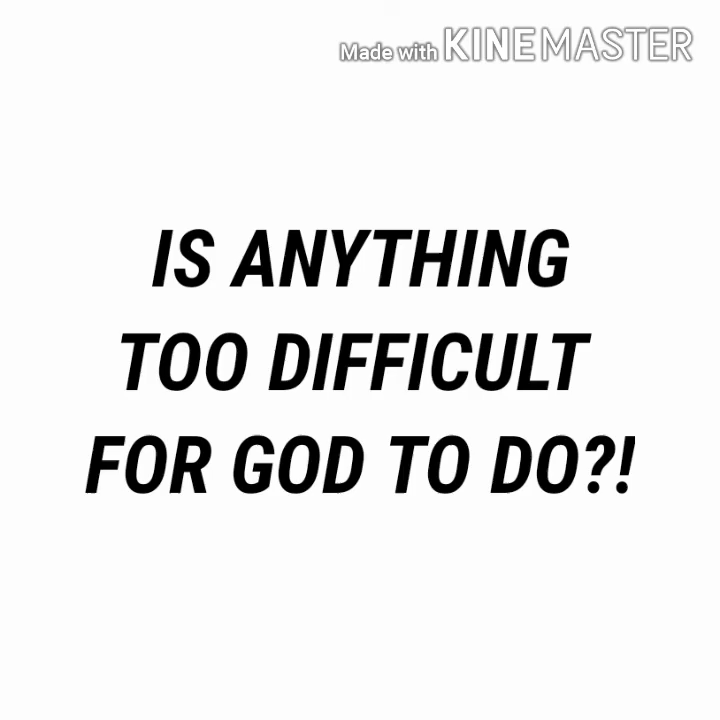 Made with KINEMASTER
IS ANYTHING
TOO DIFFICULT
FOR GOD TO DO?!